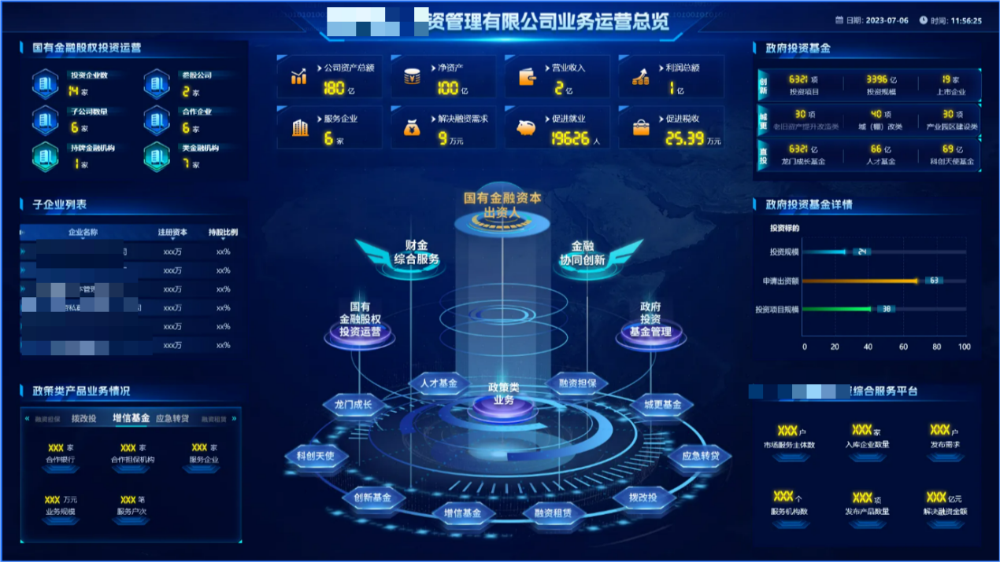 资管理有限公司业务运营总览
日期: 2023-07-06 时间: 11:56:25
国有金融股权投资运营
投资企业数
14 家
参股公司
2 家
子公司数量
6 家
合作企业
6 家
持牌金融机构
1 家
类金融机构
7 家
子企业列表
企业名称 注册资本 持股比例
司 xxx万 xx%
xxx万 xx%
本管理 xxx万 xx%
资私 司 xxx万 xx%
xxx万 xx%
xxx万 xx%
政策类产品业务情况
« 融资担保 拨改投 增信基金 应急转贷 融资租赁 »
XXX 家
合作银行
XXX 家
合作担保机构
XXX 家
服务企业
XXX 万元
业务规模
XXX 笔
服务户次
公司资产总额
180 亿
净资产
100 亿
营业收入
2 亿
利润总额
1 亿
服务企业
6 家
解决融资需求
9 万元
促进就业
19626 人
促进税收
25.39 万元
国有金融资本
出资人
财金
综合服务
金融
协同创新
国有
金融股权
投资运营
政府
投资
基金管理
政策类
业务
人才基金
融资担保
龙门成长
城更基金
科创天使
应急转贷
创新基金
拨改投
增信基金
融资租赁
政府投资基金
创新
6321 项
投资项目
3396 亿
投资规模
19 家
上市企业
城更
30 项
老旧资产提升改造类
40 项
城(棚)改类
30 项
产业园区建设类
直投
6321 亿
龙门成长基金
66 亿
人才基金
69 亿
科创天使基金
政府投资基金详情
投资标的
投资规模 24
申请出资额 63
投资项目规模 38
0 20 40 60 80 100
综合服务平台
XXX 户
市场服务主体数
XXX 家
入库企业数量
XXX 户
发布需求
XXX 个
服务机构数
XXX 项
发布产品数量
XXX 亿元
解决融资金额